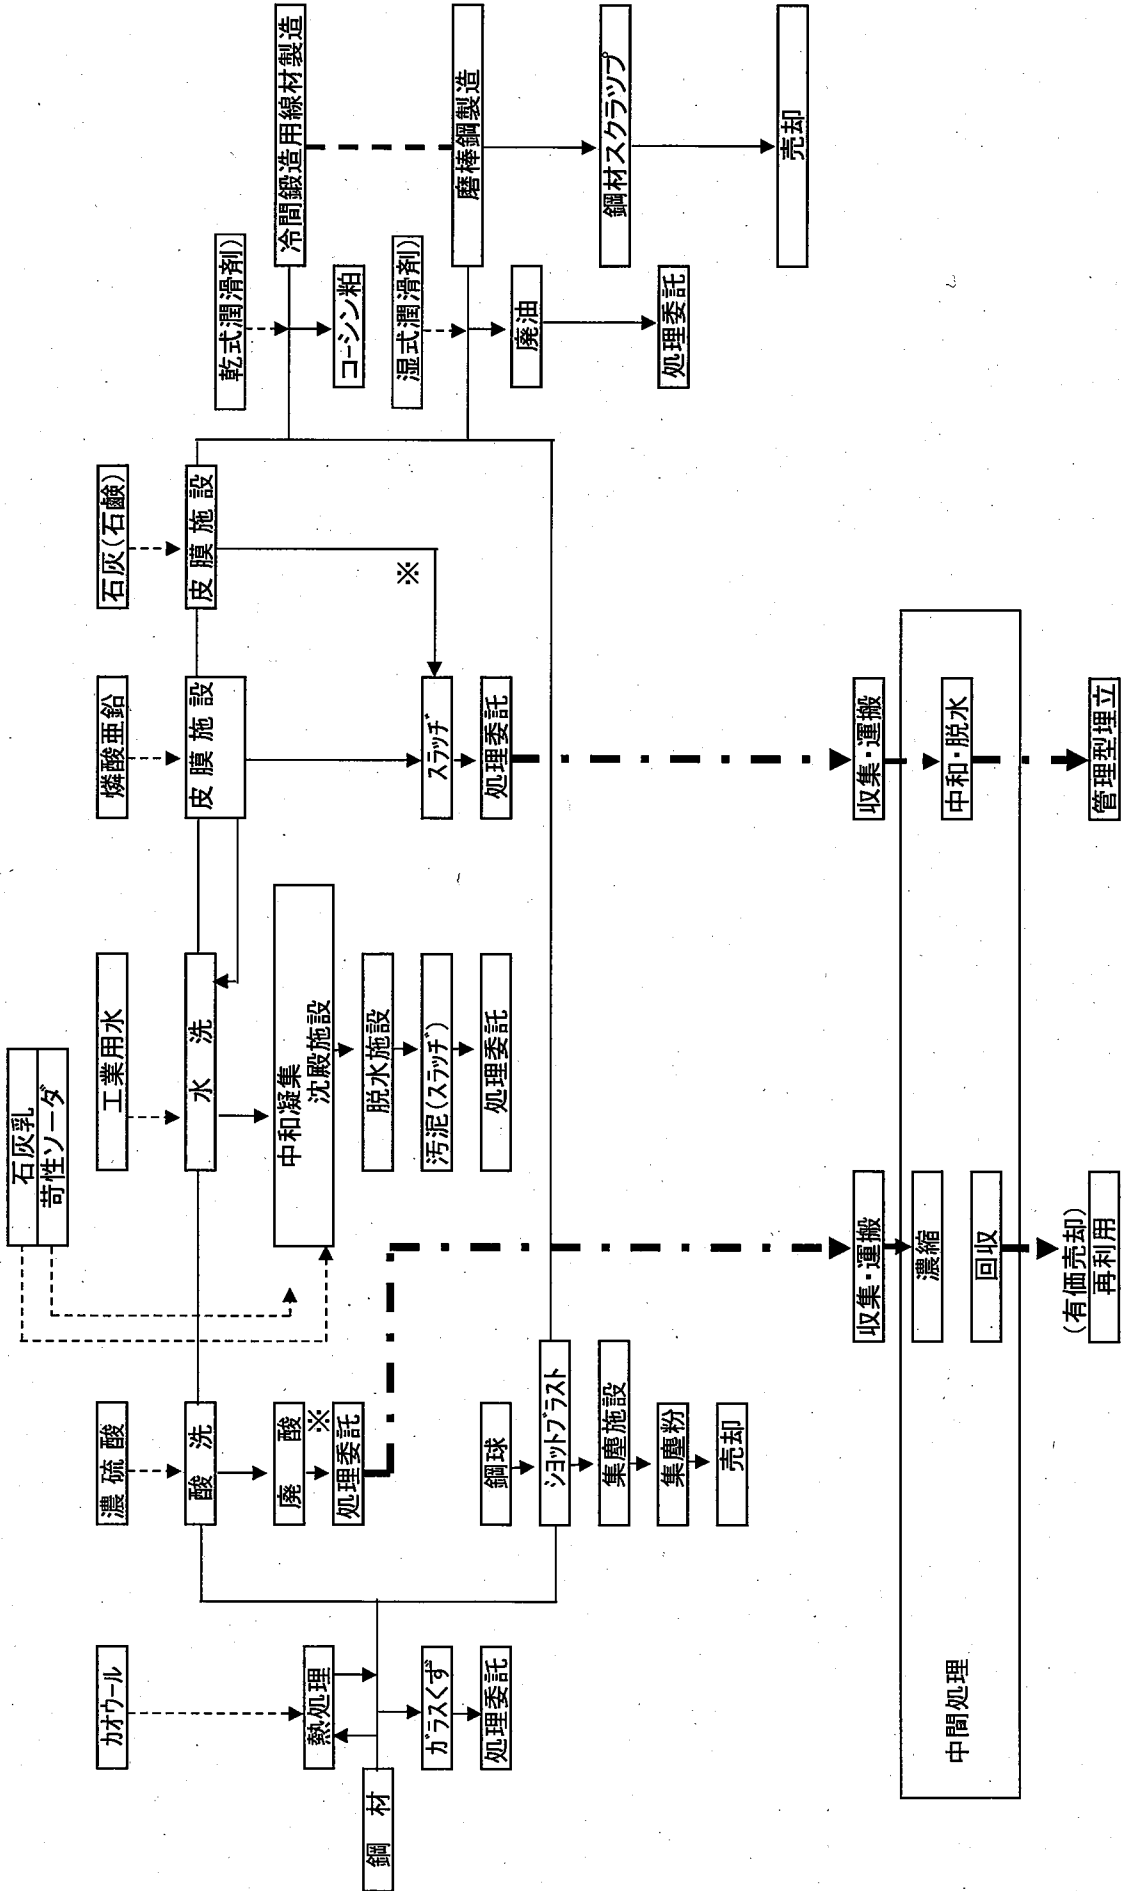 石灰乳
苛性ソーダ
カオウール
濃硫酸
工業用水
燐酸亜鉛
石灰(石鹸)
酸洗
水洗
皮膜施設
皮膜施設
乾式潤滑剤)
冷間鍛造用線材製造
熱処理
廃酸
※
処理委託
中和凝集
沈殿施設
コーシン粕
鋼材
脱水施設
湿式潤滑剤)
※
磨棒鋼製造
ガラスくず
処理委託
汚泥(スラッヂ)
処理委託
スラッヂ
処理委託
廃油
処理委託
鋼材スクラップ
売却
鋼球
ショットブラスト
集塵施設
集塵粉
売却
収集・運搬
収集・運搬
中間処理
濃縮
回収
中和・脱水
(有価売却)
再利用
管理型埋立